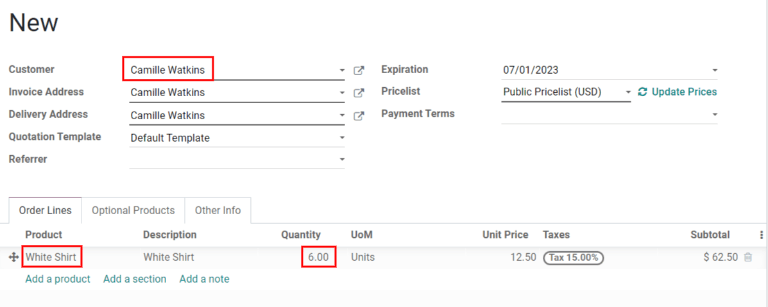 New
Customer Camille Watkins Expiration 07/01/2023
Invoice Address Camille Watkins Pricelist Public Pricelist (USD) Update Prices
Delivery Address Camille Watkins Payment Terms
Quotation Template Default Template
Referrer
Order Lines Optional Products Other Info
Product Description Quantity UoM Unit Price Taxes Subtotal
White Shirt White Shirt 6.00 Units 12.50 Tax 15.00% $ 62.50
Add a product Add a section Add a note